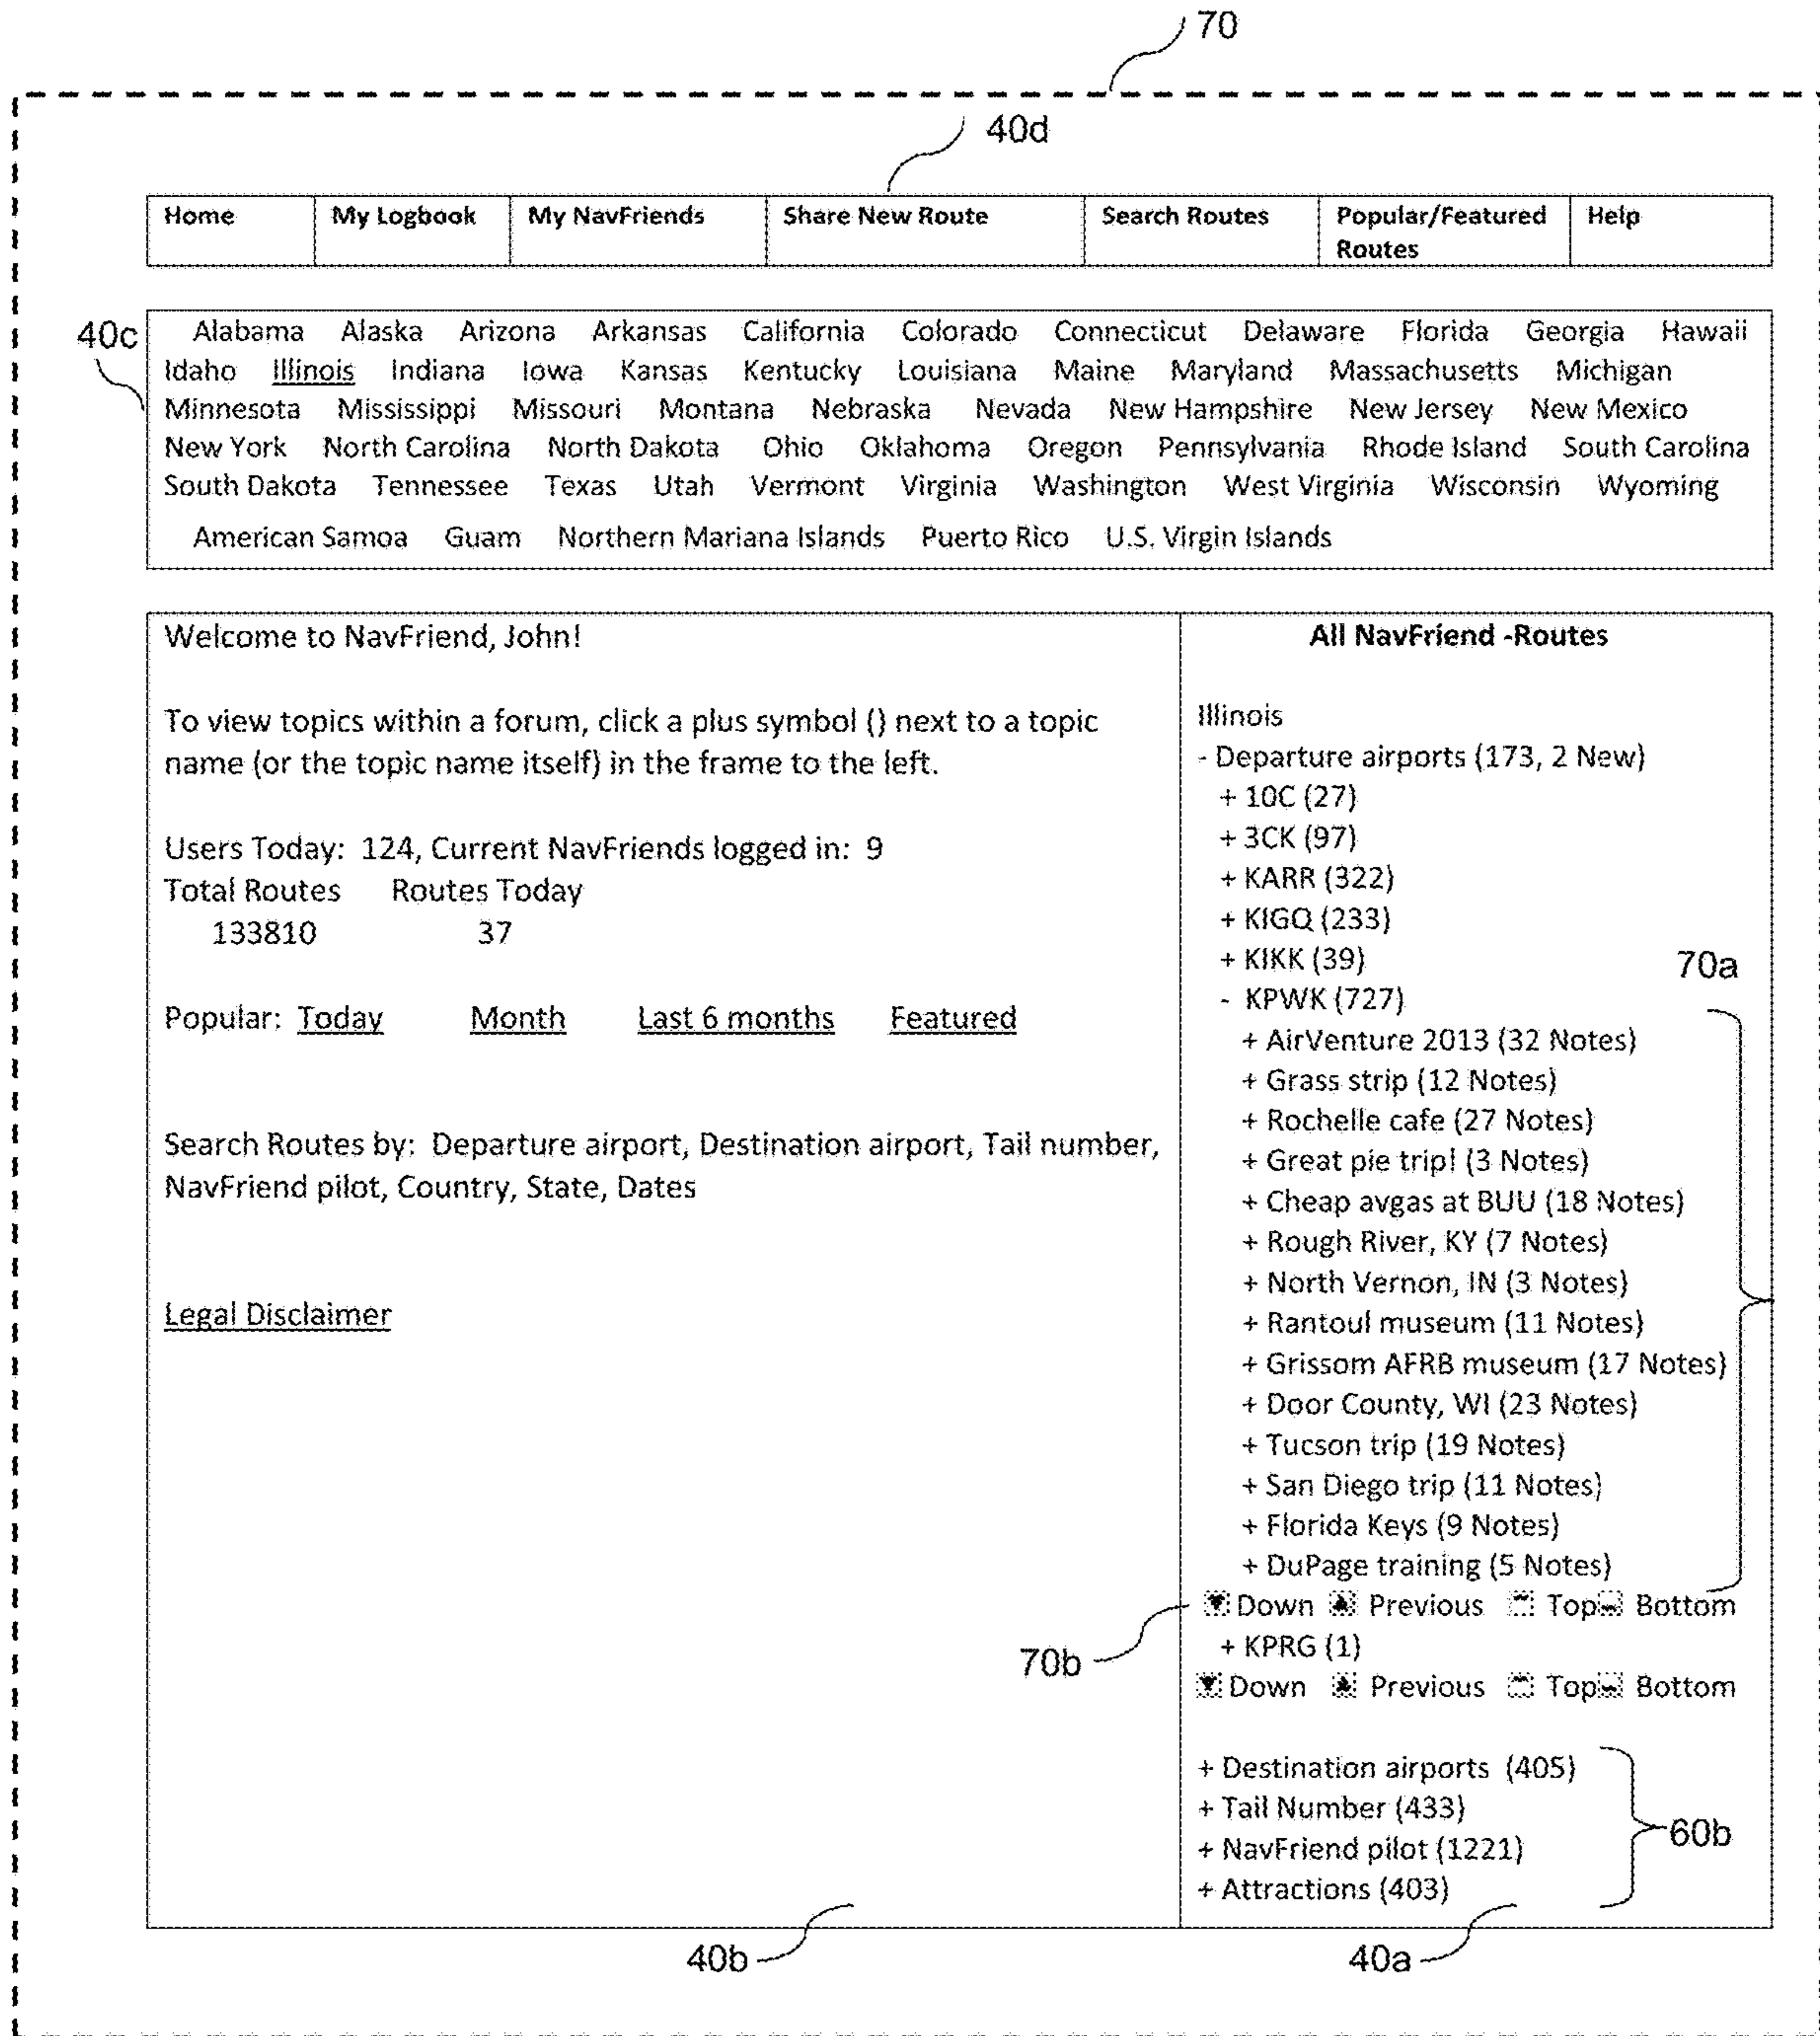 70
40d
Home My Logbook My NavFriends Share New Route Search Routes Popular/Featured Routes Help
40c
Alabama Alaska Arizona Arkansas California Colorado Connecticut Delaware Florida Georgia Hawaii
Idaho Illinois Indiana Iowa Kansas Kentucky Louisiana Maine Maryland Massachusetts Michigan
Minnesota Mississippi Missouri Montana Nebraska Nevada New Hampshire New Jersey New Mexico
New York North Carolina North Dakota Ohio Oklahoma Oregon Pennsylvania Rhode Island South Carolina
South Dakota Tennessee Texas Utah Vermont Virginia Washington West Virginia Wisconsin Wyoming
American Samoa Guam Northern Mariana Islands Puerto Rico U.S. Virgin Islands
Welcome to NavFriend, John!
To view topics within a forum, click a plus symbol () next to a topic
name (or the topic name itself) in the frame to the left.
Users Today: 124, Current NavFriends logged in: 9
Total Routes Routes Today
133810 37
Popular: Today Month Last 6 months Featured
Search Routes by: Departure airport, Destination airport, Tail number,
NavFriend pilot, Country, State, Dates
Legal Disclaimer
40b
All NavFriend -Routes
Illinois
- Departure airports (173, 2 New)
+ 10C (27)
+ 3CK (97)
+ KARR (322)
+ KIGQ (233)
+ KIKK (39)
70a
- KPWK (727)
+ AirVenture 2013 (32 Notes)
+ Grass strip (12 Notes)
+ Rochelle cafe (27 Notes)
+ Great pie trip! (3 Notes)
+ Cheap avgas at BUU (18 Notes)
+ Rough River, KY (7 Notes)
+ North Vernon, IN (3 Notes)
+ Rantoul museum (11 Notes)
+ Grissom AFRB museum (17 Notes)
+ Door County, WI (23 Notes)
+ Tucson trip (19 Notes)
+ San Diego trip (11 Notes)
+ Florida Keys (9 Notes)
+ DuPage training (5 Notes)
Down Previous Top Bottom
70b
+ KPRG (1)
Down Previous Top Bottom
+ Destination airports (405)
+ Tail Number (433)
+ NavFriend pilot (1221)
+ Attractions (403)
60b
40a